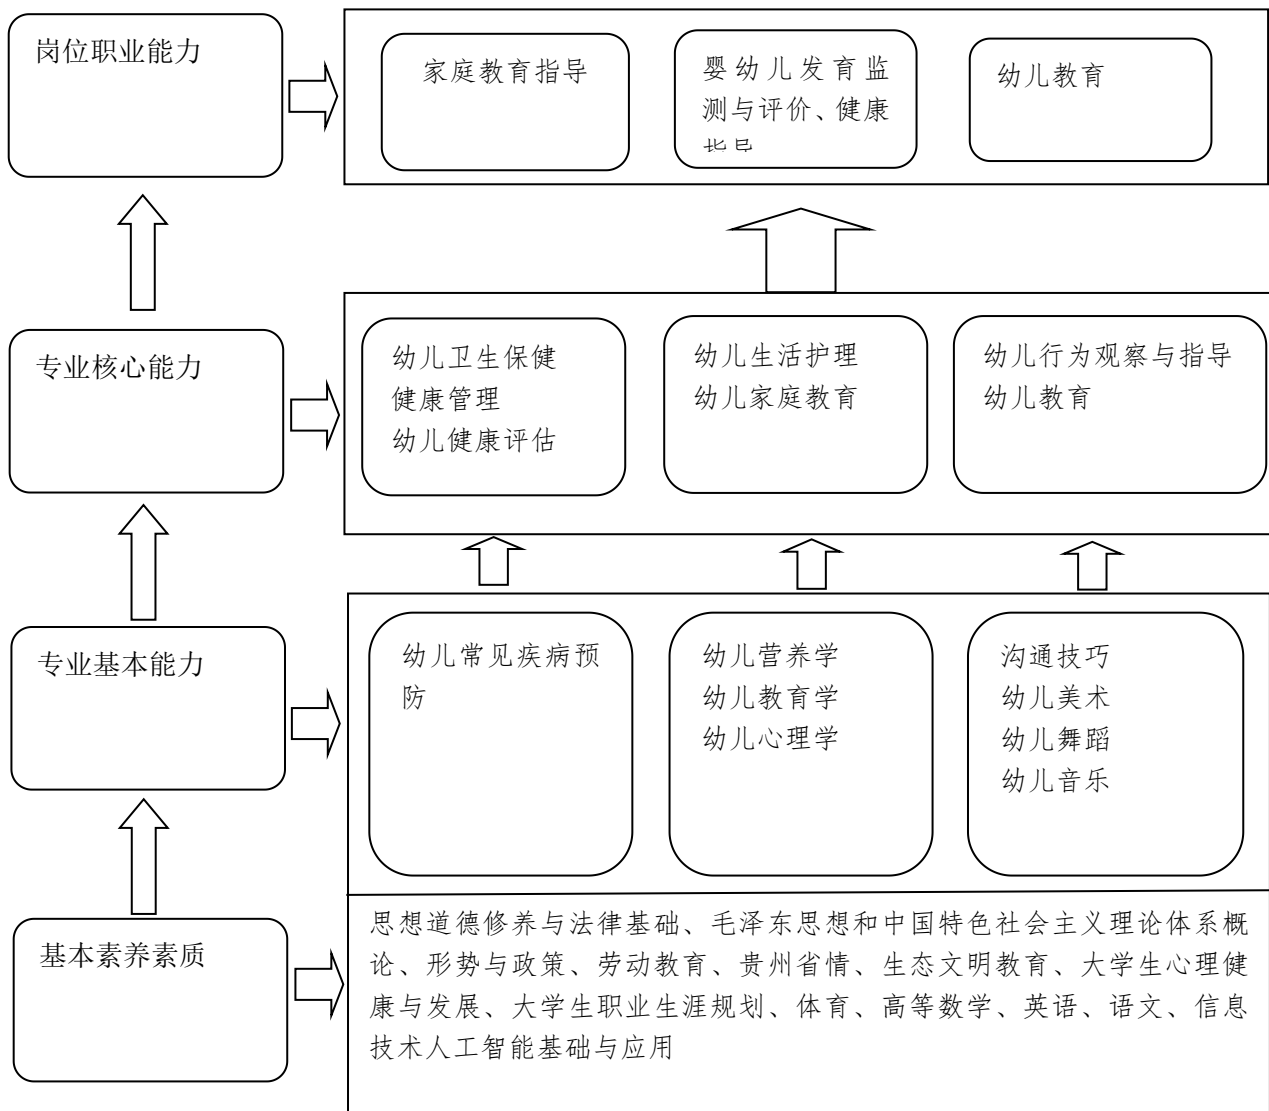 岗位职业能力
家庭教育指导
婴幼儿发育监
测与评价、健康
指导
幼儿教育
专业核心能力
幼儿卫生保健
健康管理
幼儿健康评估
幼儿生活护理
幼儿家庭教育
幼儿行为观察与指导
幼儿教育
专业基本能力
幼儿常见疾病预
防
幼儿营养学
幼儿教育学
幼儿心理学
沟通技巧
幼儿美术
幼儿舞蹈
幼儿音乐
基本素养素质
思想道德修养与法律基础、毛泽东思想和中国特色社会主义理论体系概
论、形势与政策、劳动教育、贵州省情、生态文明教育、大学生心理健
康与发展、大学生职业生涯规划、体育、高等数学、英语、语文、信息
技术人工智能基础与应用